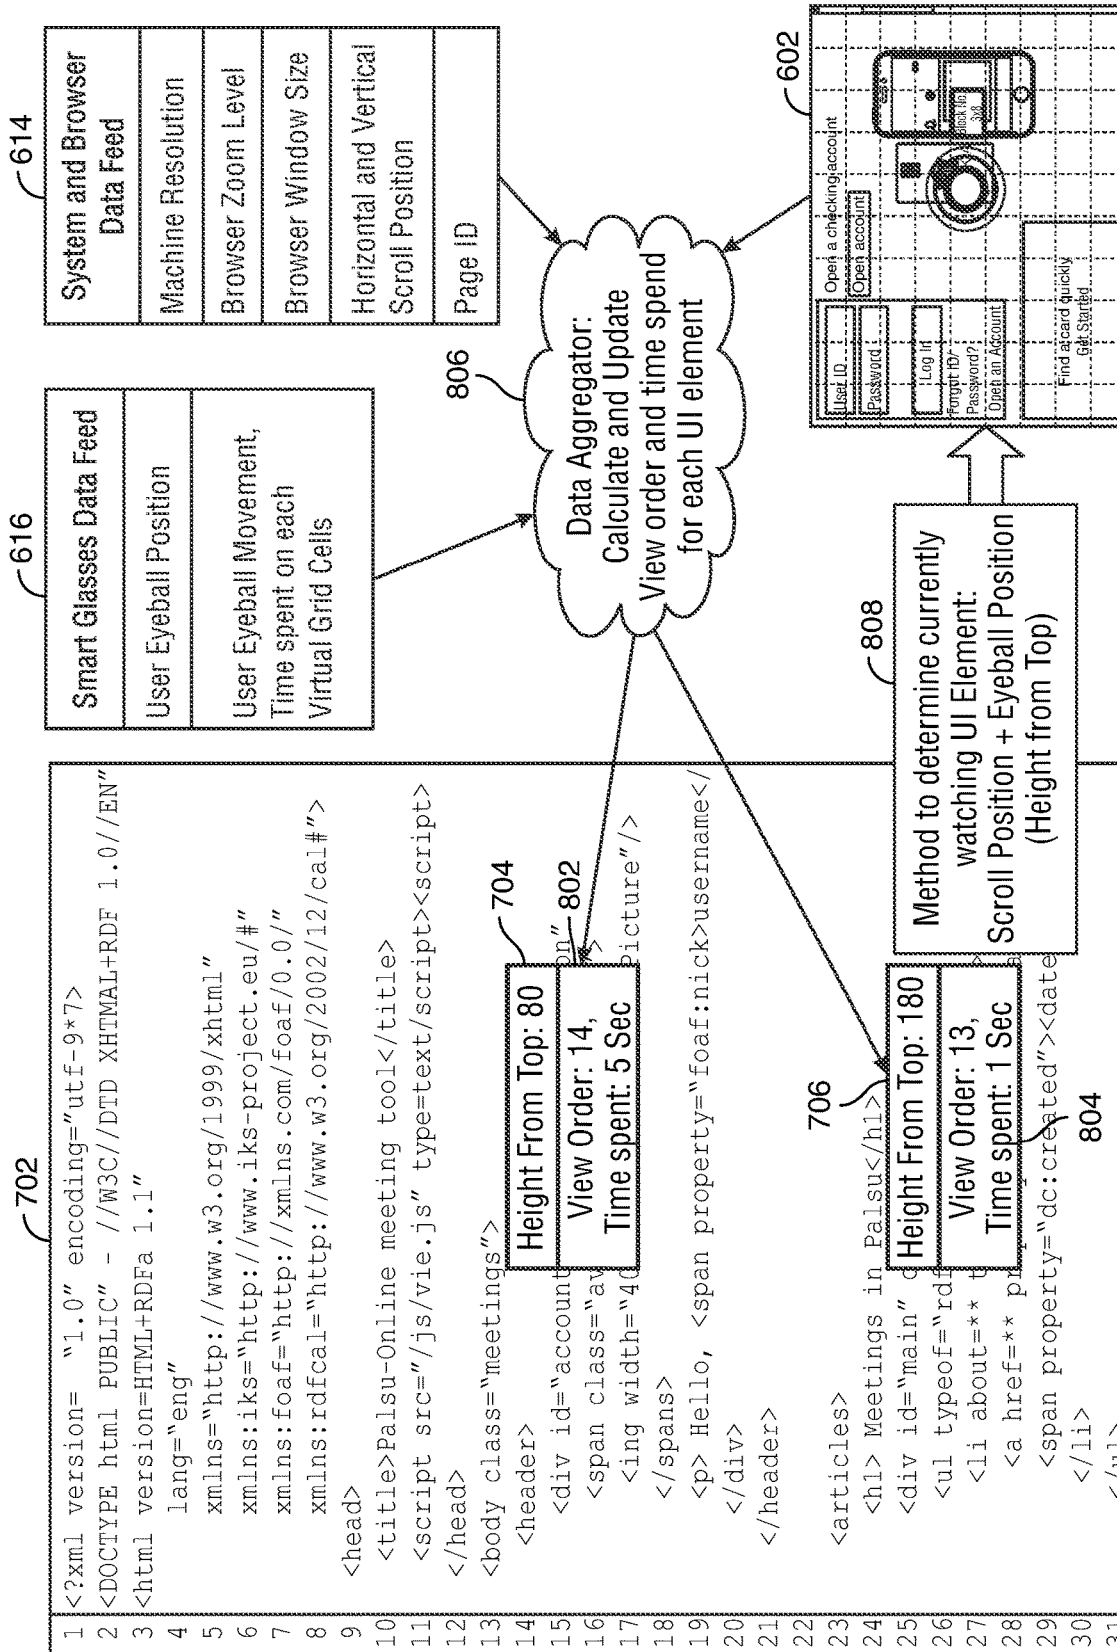 702
1 <?xml version= "1.0" encoding="utf-9*7>
2 <DOCTYPE html PUBLIC" - //W3C//DTD XHTMAL+RDF 1.0//EN"
3 <html version=HTML+RDFa 1.1"
4 lang="eng"
5 xmlns="http://www.w3.org/1999/xhtml"
6 xmlns:iks="http://www.iks-project.eu/#"
7 xmlns:foaf="http://xmlns.com/foaf/0.0/"
8 xmlns:rdfcal="http://www.w3.org/2002/12/cal#">
9 <head>
10 <title>Palsu-Online meeting tool</title>
11 <script src="/js/vie.js" type=text/script><script>
12 </head>
13 <body class="meetings">
14 <header>
15 <div id="account on"
16 <span class="av >
17 <ing width="40 Picture"/>
18 </spans>
19 <p> Hello, <span property="foaf:nick>username</
20 </div>
21 </header>
22
23 <articles>
24 <hl> Meetings in Palsu</hl>
25 <div id="main" c
26 <ul typeof="rdf
27 <li about=** t >
28 <a href=** pr a
29 <span property="dc:created"><date
30 </li>
31 </ul>
704
Height From Top: 80
802
View Order: 14,
Time spent: 5 Sec
706
Height From Top: 180
View Order: 13,
Time spent: 1 Sec
804
616
Smart Glasses Data Feed
User Eyeball Position
User Eyeball Movement,
Time spent on each
Virtual Grid Cells
614
System and Browser
Data Feed
Machine Resolution
Browser Zoom Level
Browser Window Size
Horizontal and Vertical
Scroll Position
Page ID
806
Data Aggregator:
Calculate and Update
View order and time spend
for each UI element
808
Method to determine currently
watching UI Element:
Scroll Position + Eyeball Position
(Height from Top)
602
User ID
Password
Log In
Forgot ID/
Password?
Open an Account
Open a checking account
Open account
Block No.
3x8
Find a card quickly
Get Started